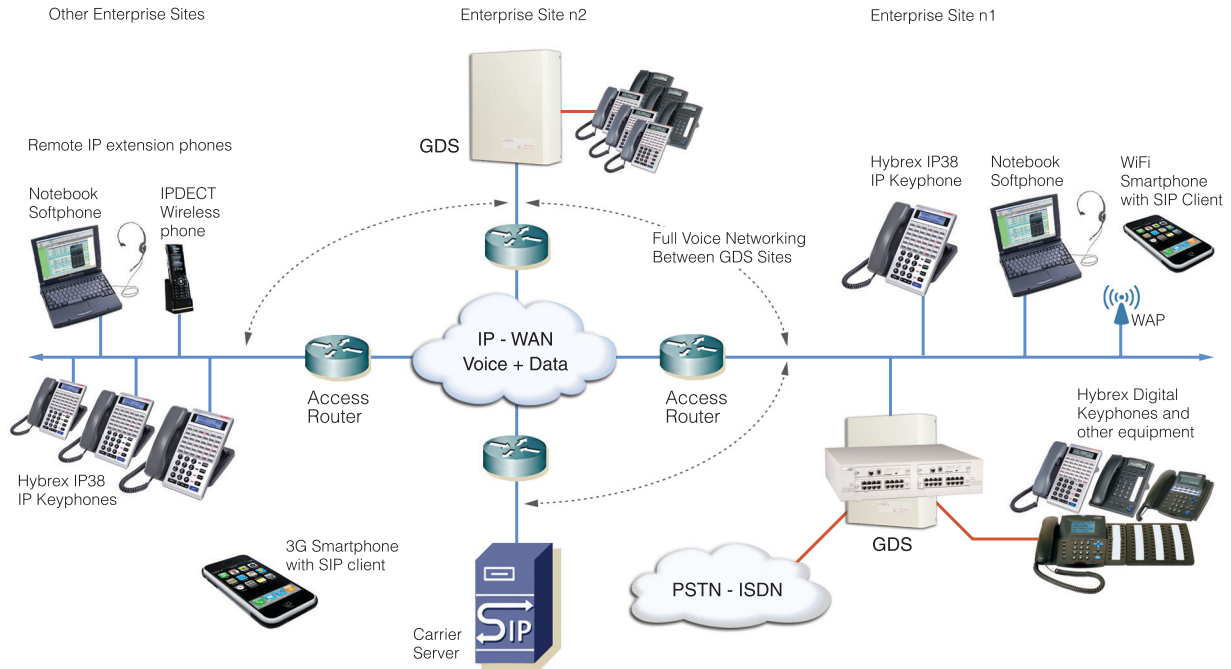 Other Enterprise Sites
Enterprise Site n2
Enterprise Site n1
GDS
Remote IP extension phones
Notebook
Softphone
IPDECT
Wireless
phone
Hybrex IP38
IP Keyphone
Notebook
Softphone
WiFi
Smartphone
with SIP Client
Full Voice Networking
Between GDS Sites
WAP
IP - WAN
Voice + Data
Access
Router
Access
Router
Hybrex IP38
IP Keyphones
Hybrex Digital
Keyphones and
other equipment
GDS
3G Smartphone
with SIP client
PSTN - ISDN
SIP
Carrier
Server